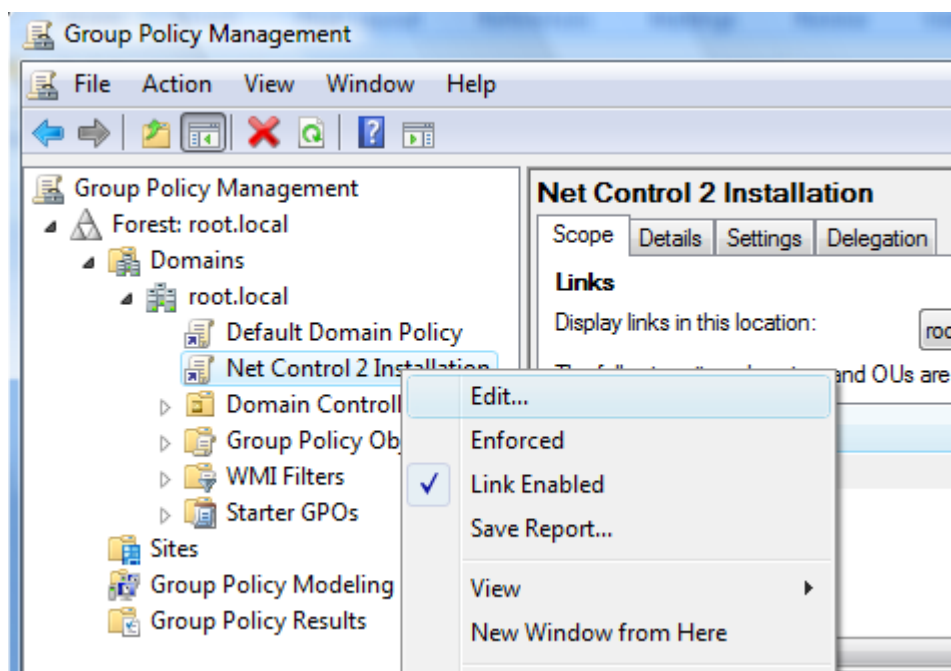 Group Policy Management
File Action View Window Help
Group Policy Management
Forest: root.local
Domains
root.local
Default Domain Policy
Net Control 2 Installation
Domain Controll
Group Policy Ob
WMI Filters
Starter GPOs
Sites
Group Policy Modeling
Group Policy Results
Net Control 2 Installation
Scope Details Settings Delegation
Links
Display links in this location:
roo
and OUs are
Edit...
Enforced
Link Enabled
Save Report...
View
New Window from Here